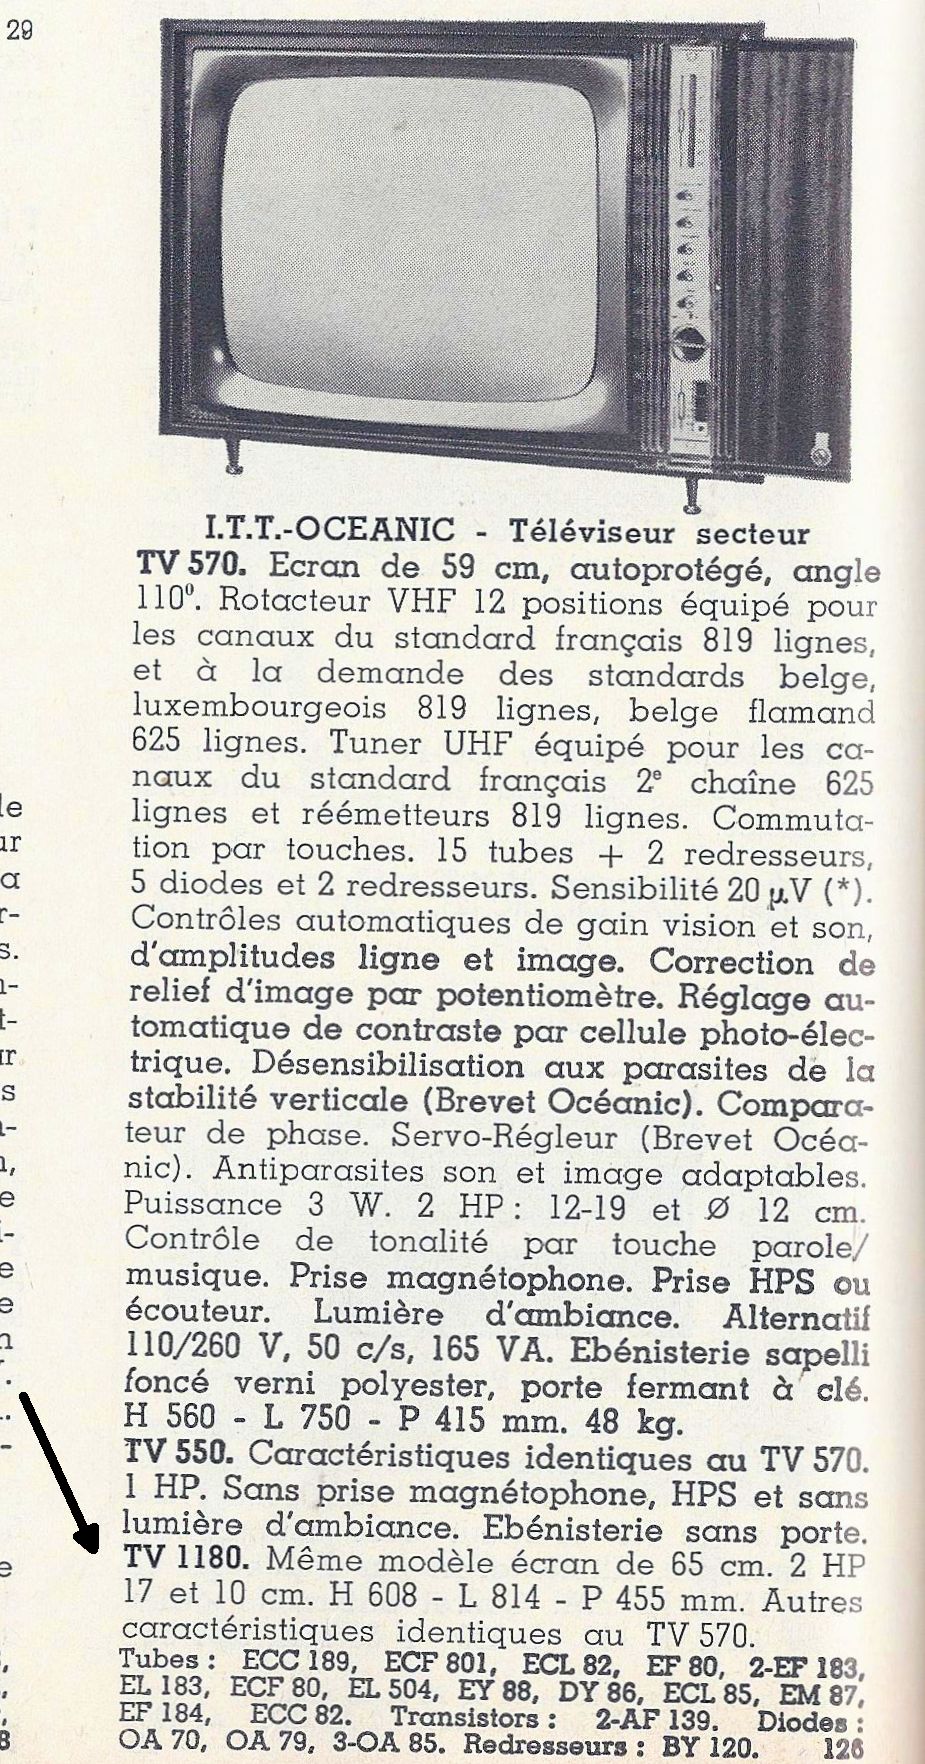 29
I.T.T.-OCEANIC - Téléviseur secteur
TV 570. Ecran de 59 cm, autoprotégé, angle
110⁰. Rotacteur VHF 12 positions équipé pour
les canaux du standard français 819 lignes,
et à la demande des standards belge,
luxembourgeois 819 lignes, belge flamand
625 lignes. Tuner UHF équipé pour les ca-
naux du standard français 2ᵉ chaîne 625
lignes et réémetteurs 819 lignes. Commuta-
tion par touches. 15 tubes + 2 redresseurs,
5 diodes et 2 redresseurs. Sensibilité 20 µV (*).
Contrôles automatiques de gain vision et son,
d'amplitudes ligne et image. Correction de
relief d'image par potentiomètre. Réglage au-
tomatique de contraste par cellule photo-élec-
trique. Désensibilisation aux parasites de la
stabilité verticale (Brevet Océanic). Compara-
teur de phase. Servo-Régleur (Brevet Océa-
nic). Antiparasites son et image adaptables.
Puissance 3 W. 2 HP : 12-19 et Ø 12 cm.
Contrôle de tonalité par touche parole/
musique. Prise magnétophone. Prise HPS ou
écouteur. Lumière d'ambiance. Alternatif
110/260 V, 50 c/s, 165 VA. Ebénisterie sapelli
foncé verni polyester, porte fermant à clé.
H 560 - L 750 - P 415 mm. 48 kg.
TV 550. Caractéristiques identiques au TV 570.
1 HP. Sans prise magnétophone, HPS et sans
lumière d'ambiance. Ebénisterie sans porte.
TV 1180. Même modèle écran de 65 cm. 2 HP
17 et 10 cm. H 608 - L 814 - P 455 mm. Autres
caractéristiques identiques au TV 570.
Tubes : ECC 189, ECF 801, ECL 82, EF 80, 2-EF 183,
EL 183, ECF 80, EL 504, EY 88, DY 86, ECL 85, EM 87,
EF 184, ECC 82. Transistors : 2-AF 139. Diodes :
OA 70, OA 79, 3-OA 85. Redresseurs : BY 120. 126